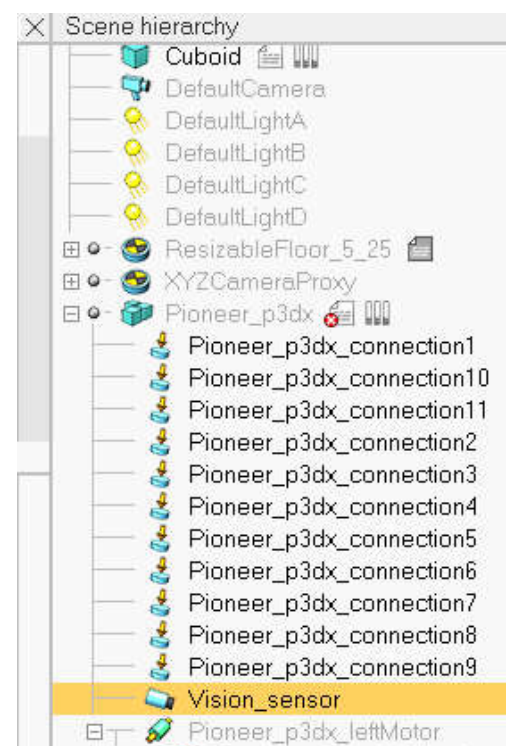 Scene hierarchy
Cuboid
DefaultCamera
DefaultLightA
DefaultLightB
DefaultLightC
DefaultLightD
ResizableFloor_5_25
XYZCameraProxy
Pioneer_p3dx
Pioneer_p3dx_connection1
Pioneer_p3dx_connection10
Pioneer_p3dx_connection11
Pioneer_p3dx_connection2
Pioneer_p3dx_connection3
Pioneer_p3dx_connection4
Pioneer_p3dx_connection5
Pioneer_p3dx_connection6
Pioneer_p3dx_connection7
Pioneer_p3dx_connection8
Pioneer_p3dx_connection9
Vision_sensor
Pioneer_p3dx_leftMotor